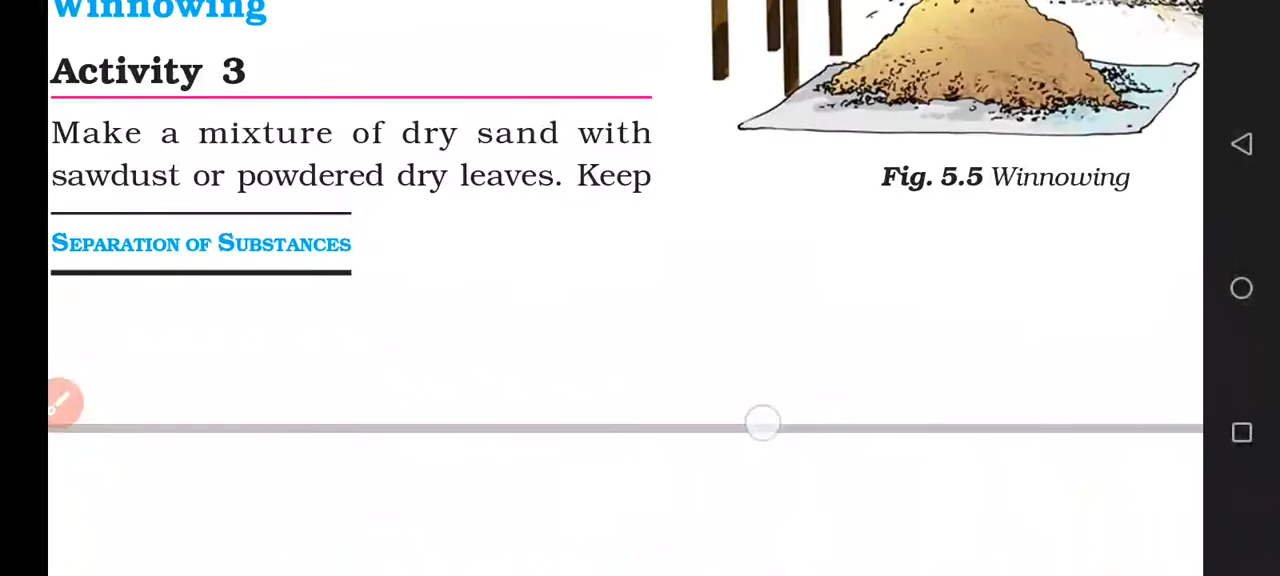 Winnowing
Activity 3
Make a mixture of dry sand with
sawdust or powdered dry leaves. Keep
SEPARATION OF SUBSTANCES
Fig. 5.5 Winnowing